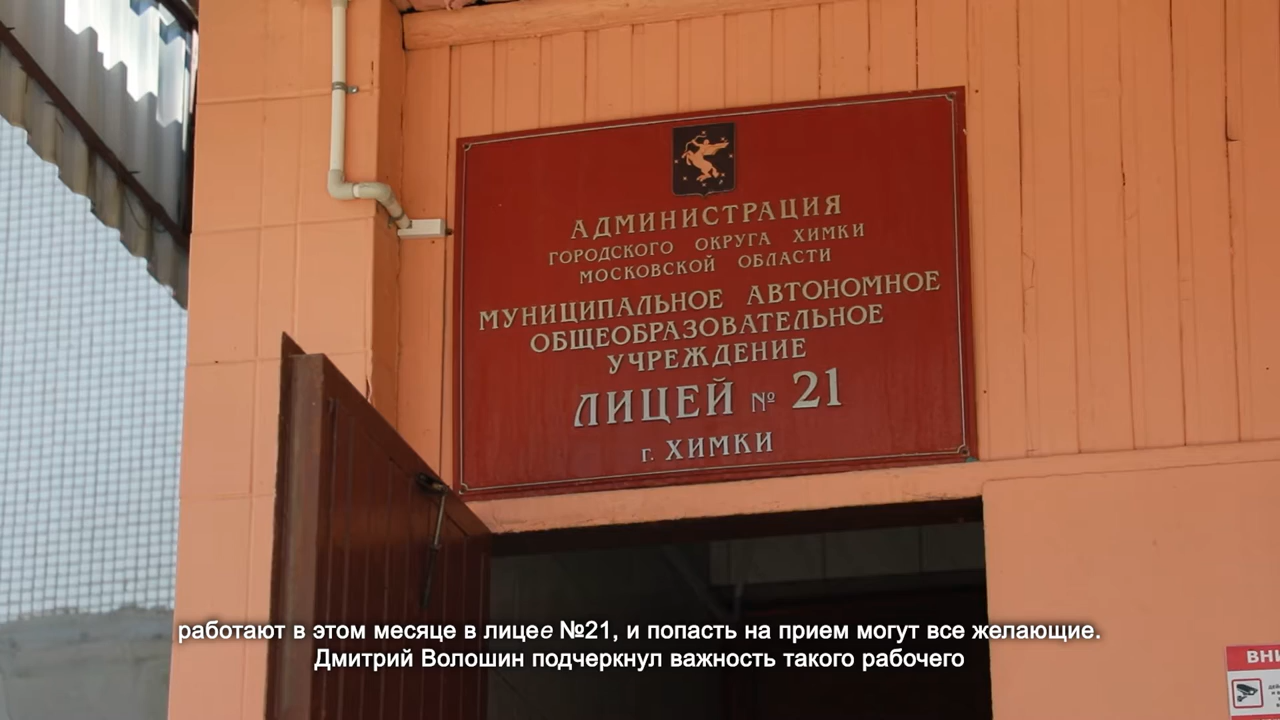 АДМИНИСТРАЦИЯ
ГОРОДСКОГО ОКРУГА ХИМКИ
МОСКОВСКОЙ ОБЛАСТИ
МУНИЦИПАЛЬНОЕ АВТОНОМНОЕ
ОБЩЕОБРАЗОВАТЕЛЬНОЕ
УЧРЕЖДЕНИЕ
ЛИЦЕЙ № 21
г. ХИМКИ
работают в этом месяце в лицее №21, и попасть на прием могут все желающие.
Дмитрий Волошин подчеркнул важность такого рабочего